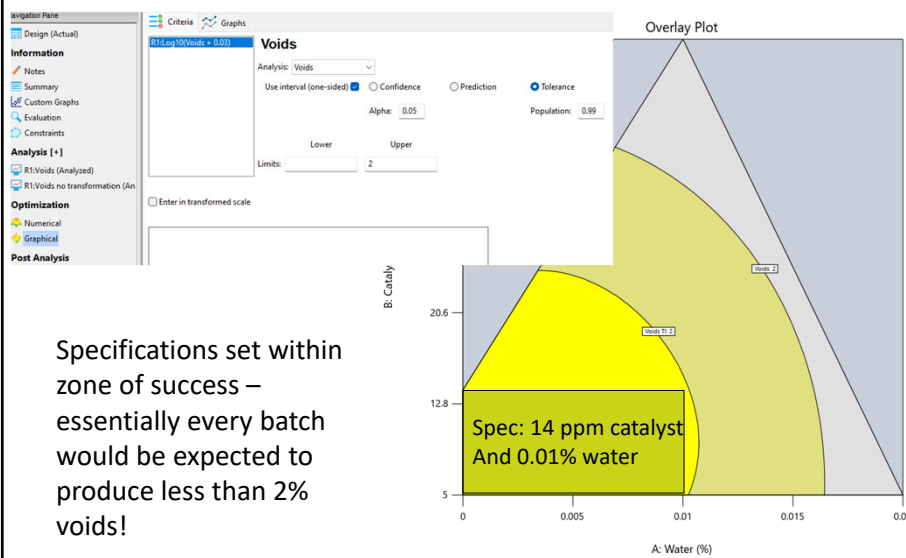 avigation Pane
Design (Actual)
Information
Notes
Summary
Custom Graphs
Evaluation
Constraints
Analysis [+]
R1:Voids (Analyzed)
R1:Voids no transformation (An
Optimization
Numerical
Graphical
Post Analysis
Criteria Graphs
R1:Log10(Voids + 0.03)
Voids
Analysis: Voids
Use interval (one-sided) Confidence Prediction Tolerance
Alpha: 0.05 Population: 0.99
Lower Upper
Limits: 2
Enter in transformed scale
Overlay Plot
Voids: 2
Voids TI: 2
B: Cataly
20.6
12.8
5
Spec: 14 ppm catalyst
And 0.01% water
0 0.005 0.01 0.015 0.0
A: Water (%)
Specifications set within
zone of success –
essentially every batch
would be expected to
produce less than 2%
voids!